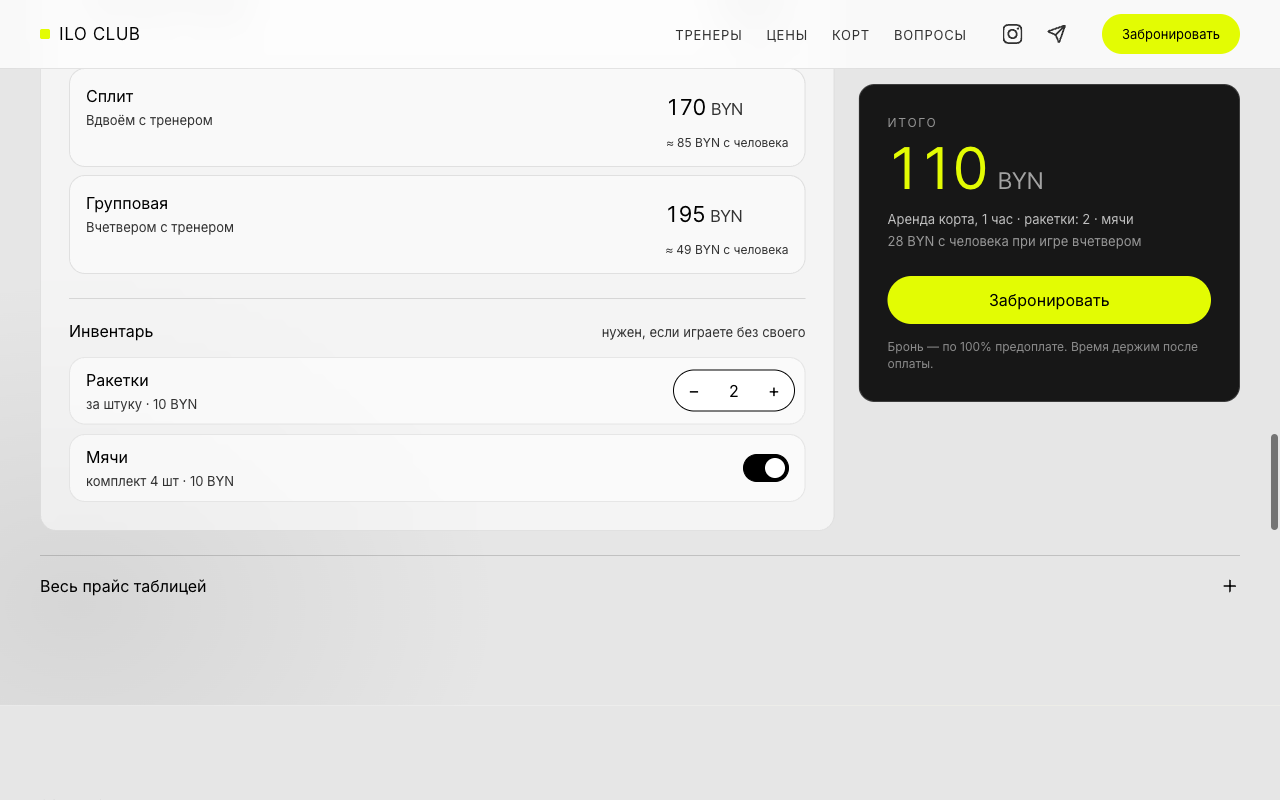 ILO CLUB
ТРЕНЕРЫ ЦЕНЫ КОРТ ВОПРОСЫ
Забронировать
Сплит
Вдвоём с тренером
170 BYN
≈ 85 BYN с человека
Групповая
Вчетвером с тренером
195 BYN
≈ 49 BYN с человека
Инвентарь
нужен, если играете без своего
Ракетки
за штуку · 10 BYN
− 2 +
Мячи
комплект 4 шт · 10 BYN
ИТОГО
110 BYN
Аренда корта, 1 час · ракетки: 2 · мячи
28 BYN с человека при игре вчетвером
Забронировать
Бронь — по 100% предоплате. Время держим после
оплаты.
Весь прайс таблицей
+